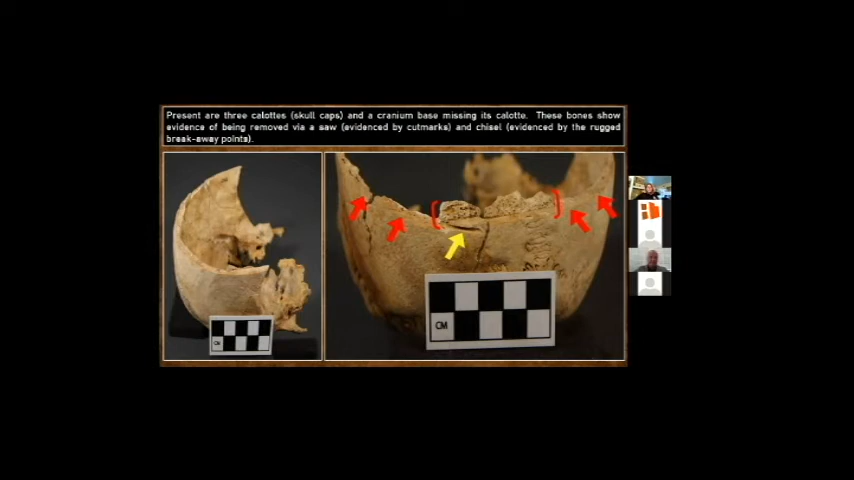 Present are three calottes (skull caps) and a cranium base missing its calotte. These bones show
evidence of being removed via a saw (evidenced by cutmarks) and chisel (evidenced by the rugged
break-away points).
CM
CM